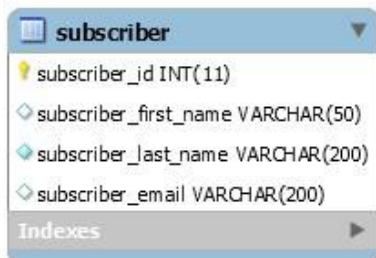 subscriber
subscriber_id INT(11)
subscriber_first_name VARCHAR(50)
subscriber_last_name VARCHAR(200)
subscriber_email VARCHAR(200)
Indexes